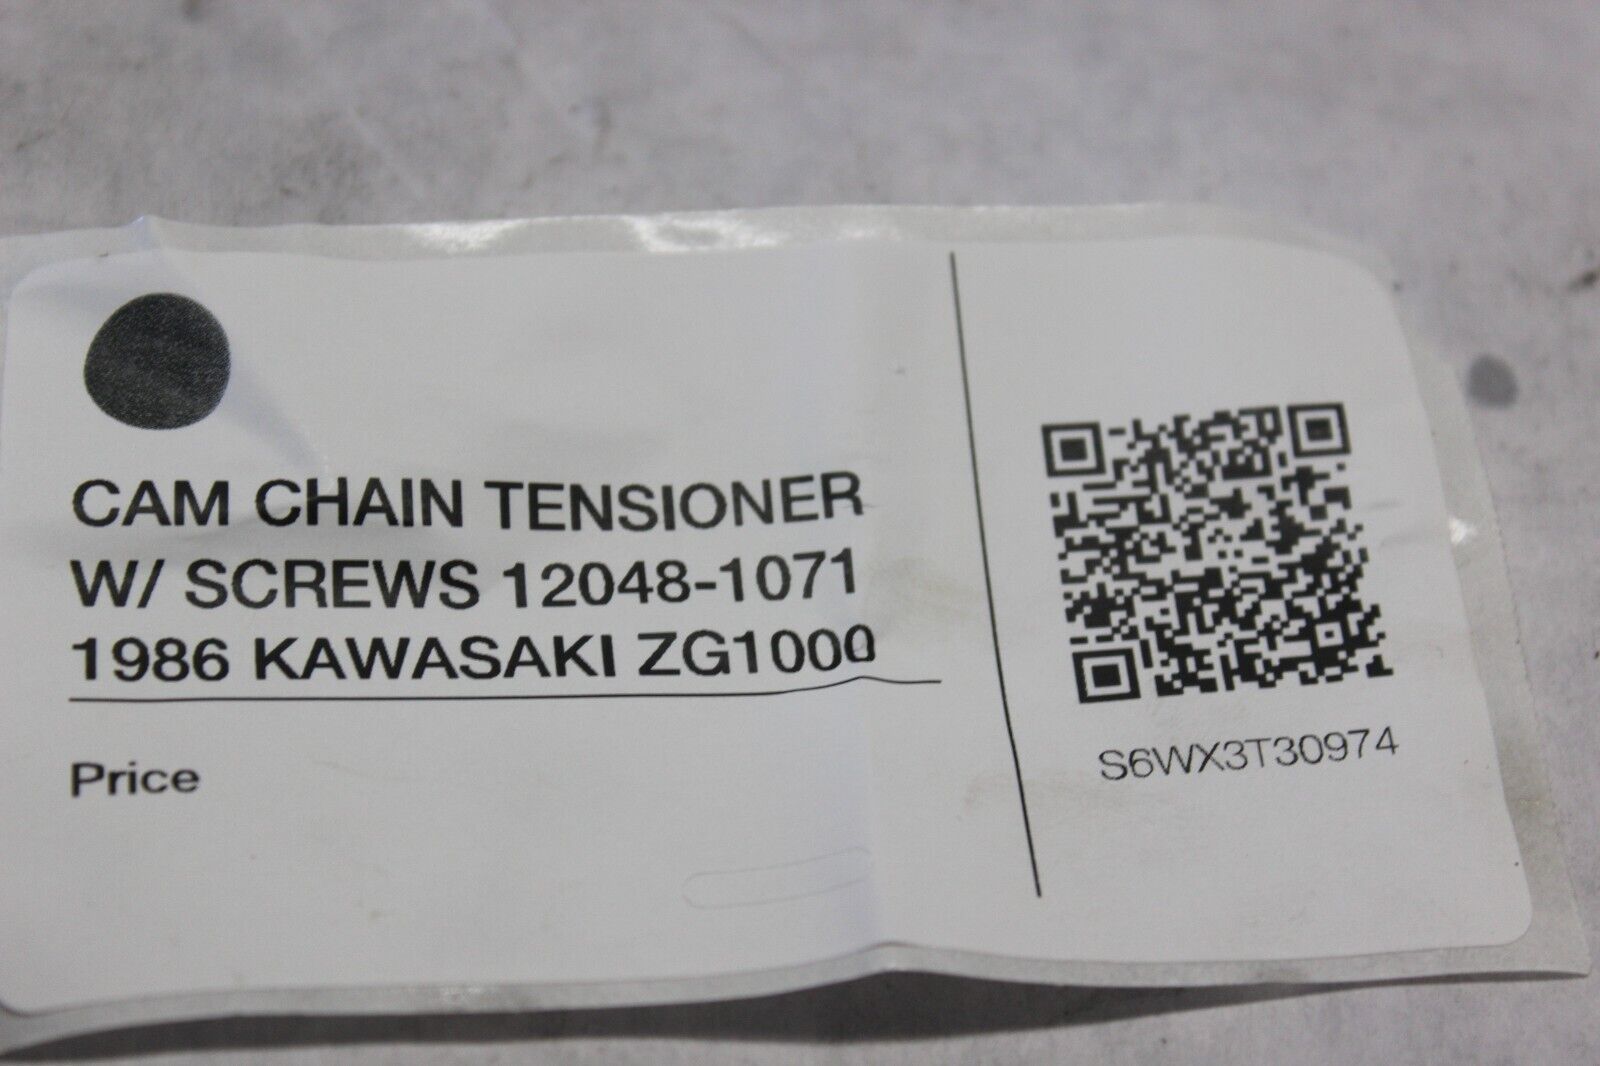 CAM CHAIN TENSIONER
W/ SCREWS 12048-1071
1986 KAWASAKI ZG1000
Price
S6WX3T30974